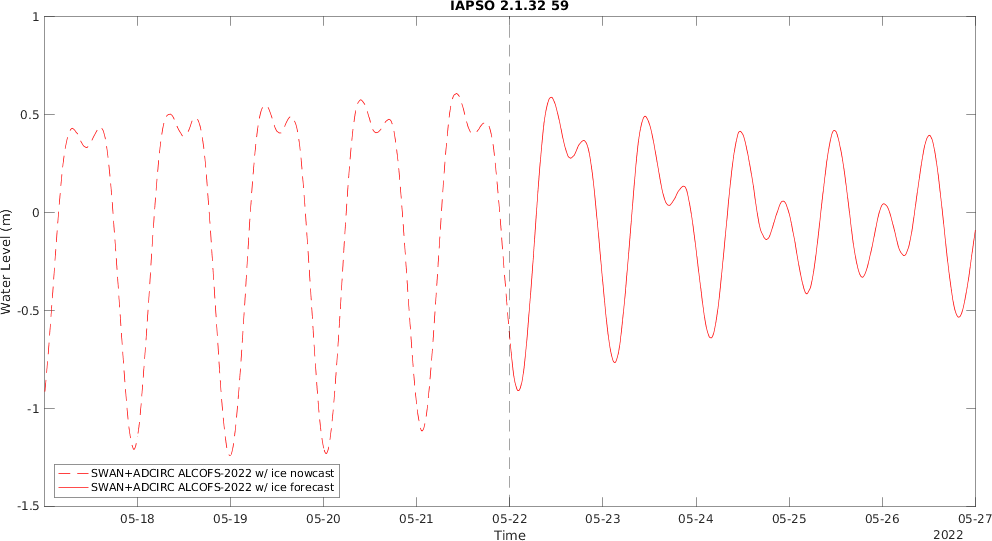 IAPSO 2.1.32 59
1
0.5
0
-0.5
-1
-1.5
Water Level (m)
SWAN+ADCIRC ALCOFS-2022 w/ ice nowcast
SWAN+ADCIRC ALCOFS-2022 w/ ice forecast
05-18 05-19 05-20 05-21 05-22 05-23 05-24 05-25 05-26 05-27
Time
2022